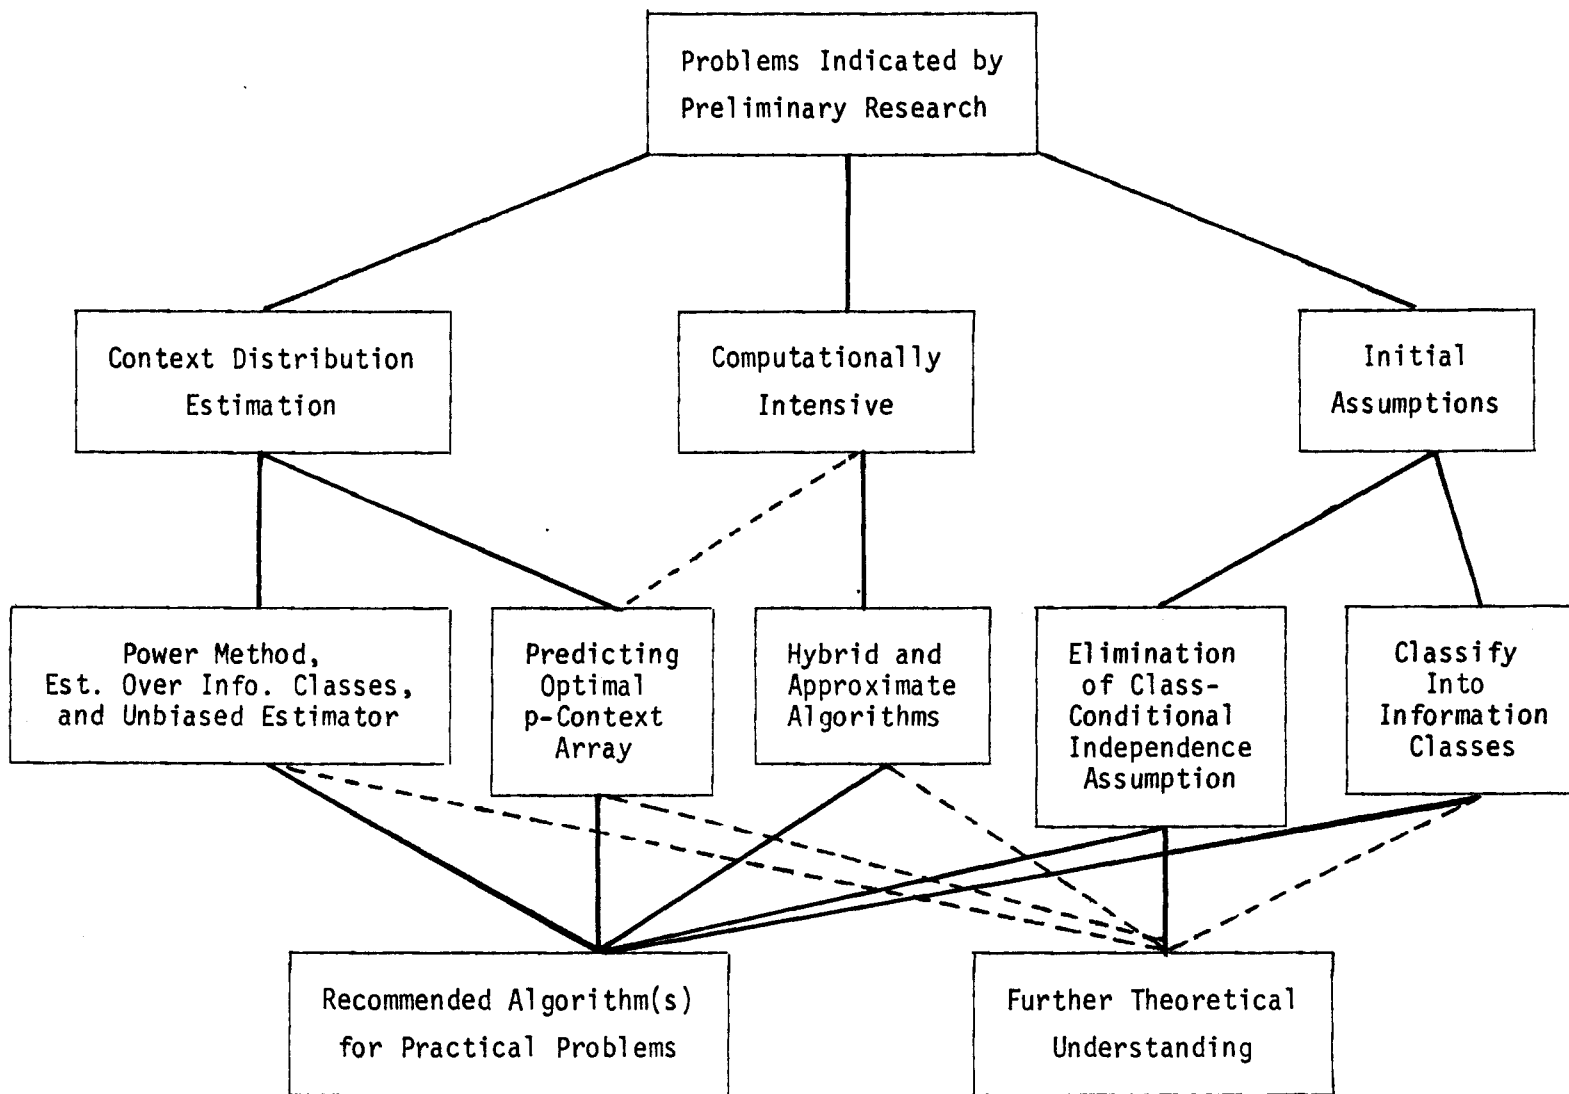 Problems Indicated by
Preliminary Research
Context Distribution
Estimation
Computationally
Intensive
Initial
Assumptions
Power Method,
Est. Over Info. Classes,
and Unbiased Estimator
Predicting
Optimal
p-Context
Array
Hybrid and
Approximate
Algorithms
Elimination
of Class-
Conditional
Independence
Assumption
Classify
Into
Information
Classes
Recommended Algorithm(s)
for Practical Problems
Further Theoretical
Understanding